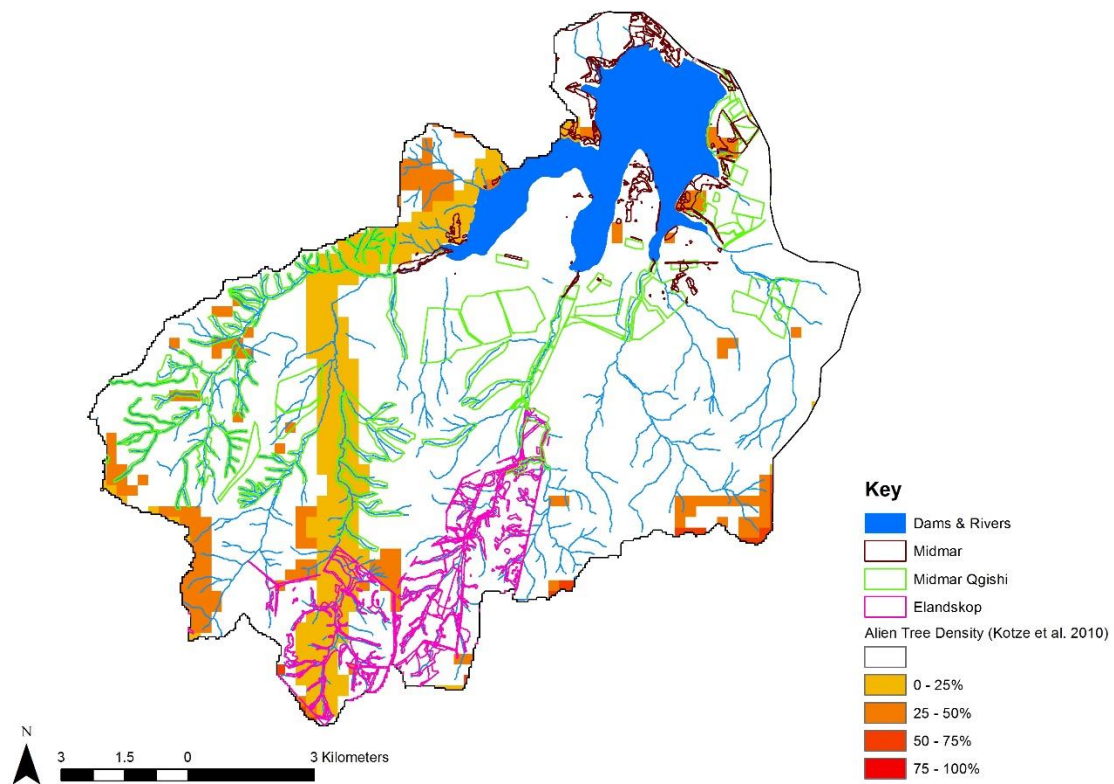 Key
Dams & Rivers
Midmar
Midmar Qgishi
Elandskop
Alien Tree Density (Kotze et al. 2010)
0 - 25%
25 - 50%
50 - 75%
75 - 100%
N
3 1.5 0 3 Kilometers